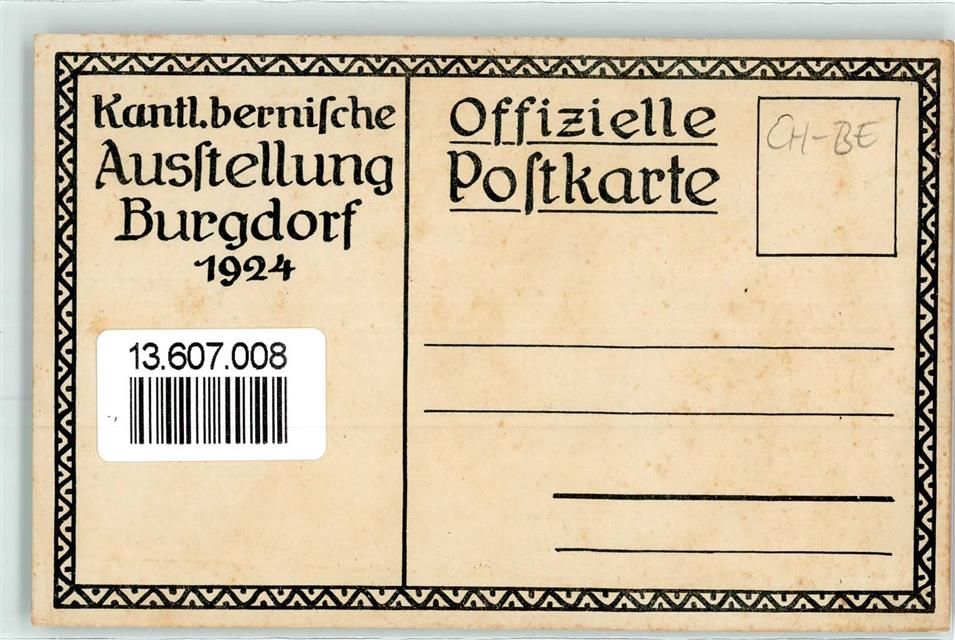 Kantl.berniſche
Ausſtellung
Burgdorf
1924
Offizielle
Poſtkarte
CH-BE
13.607.008